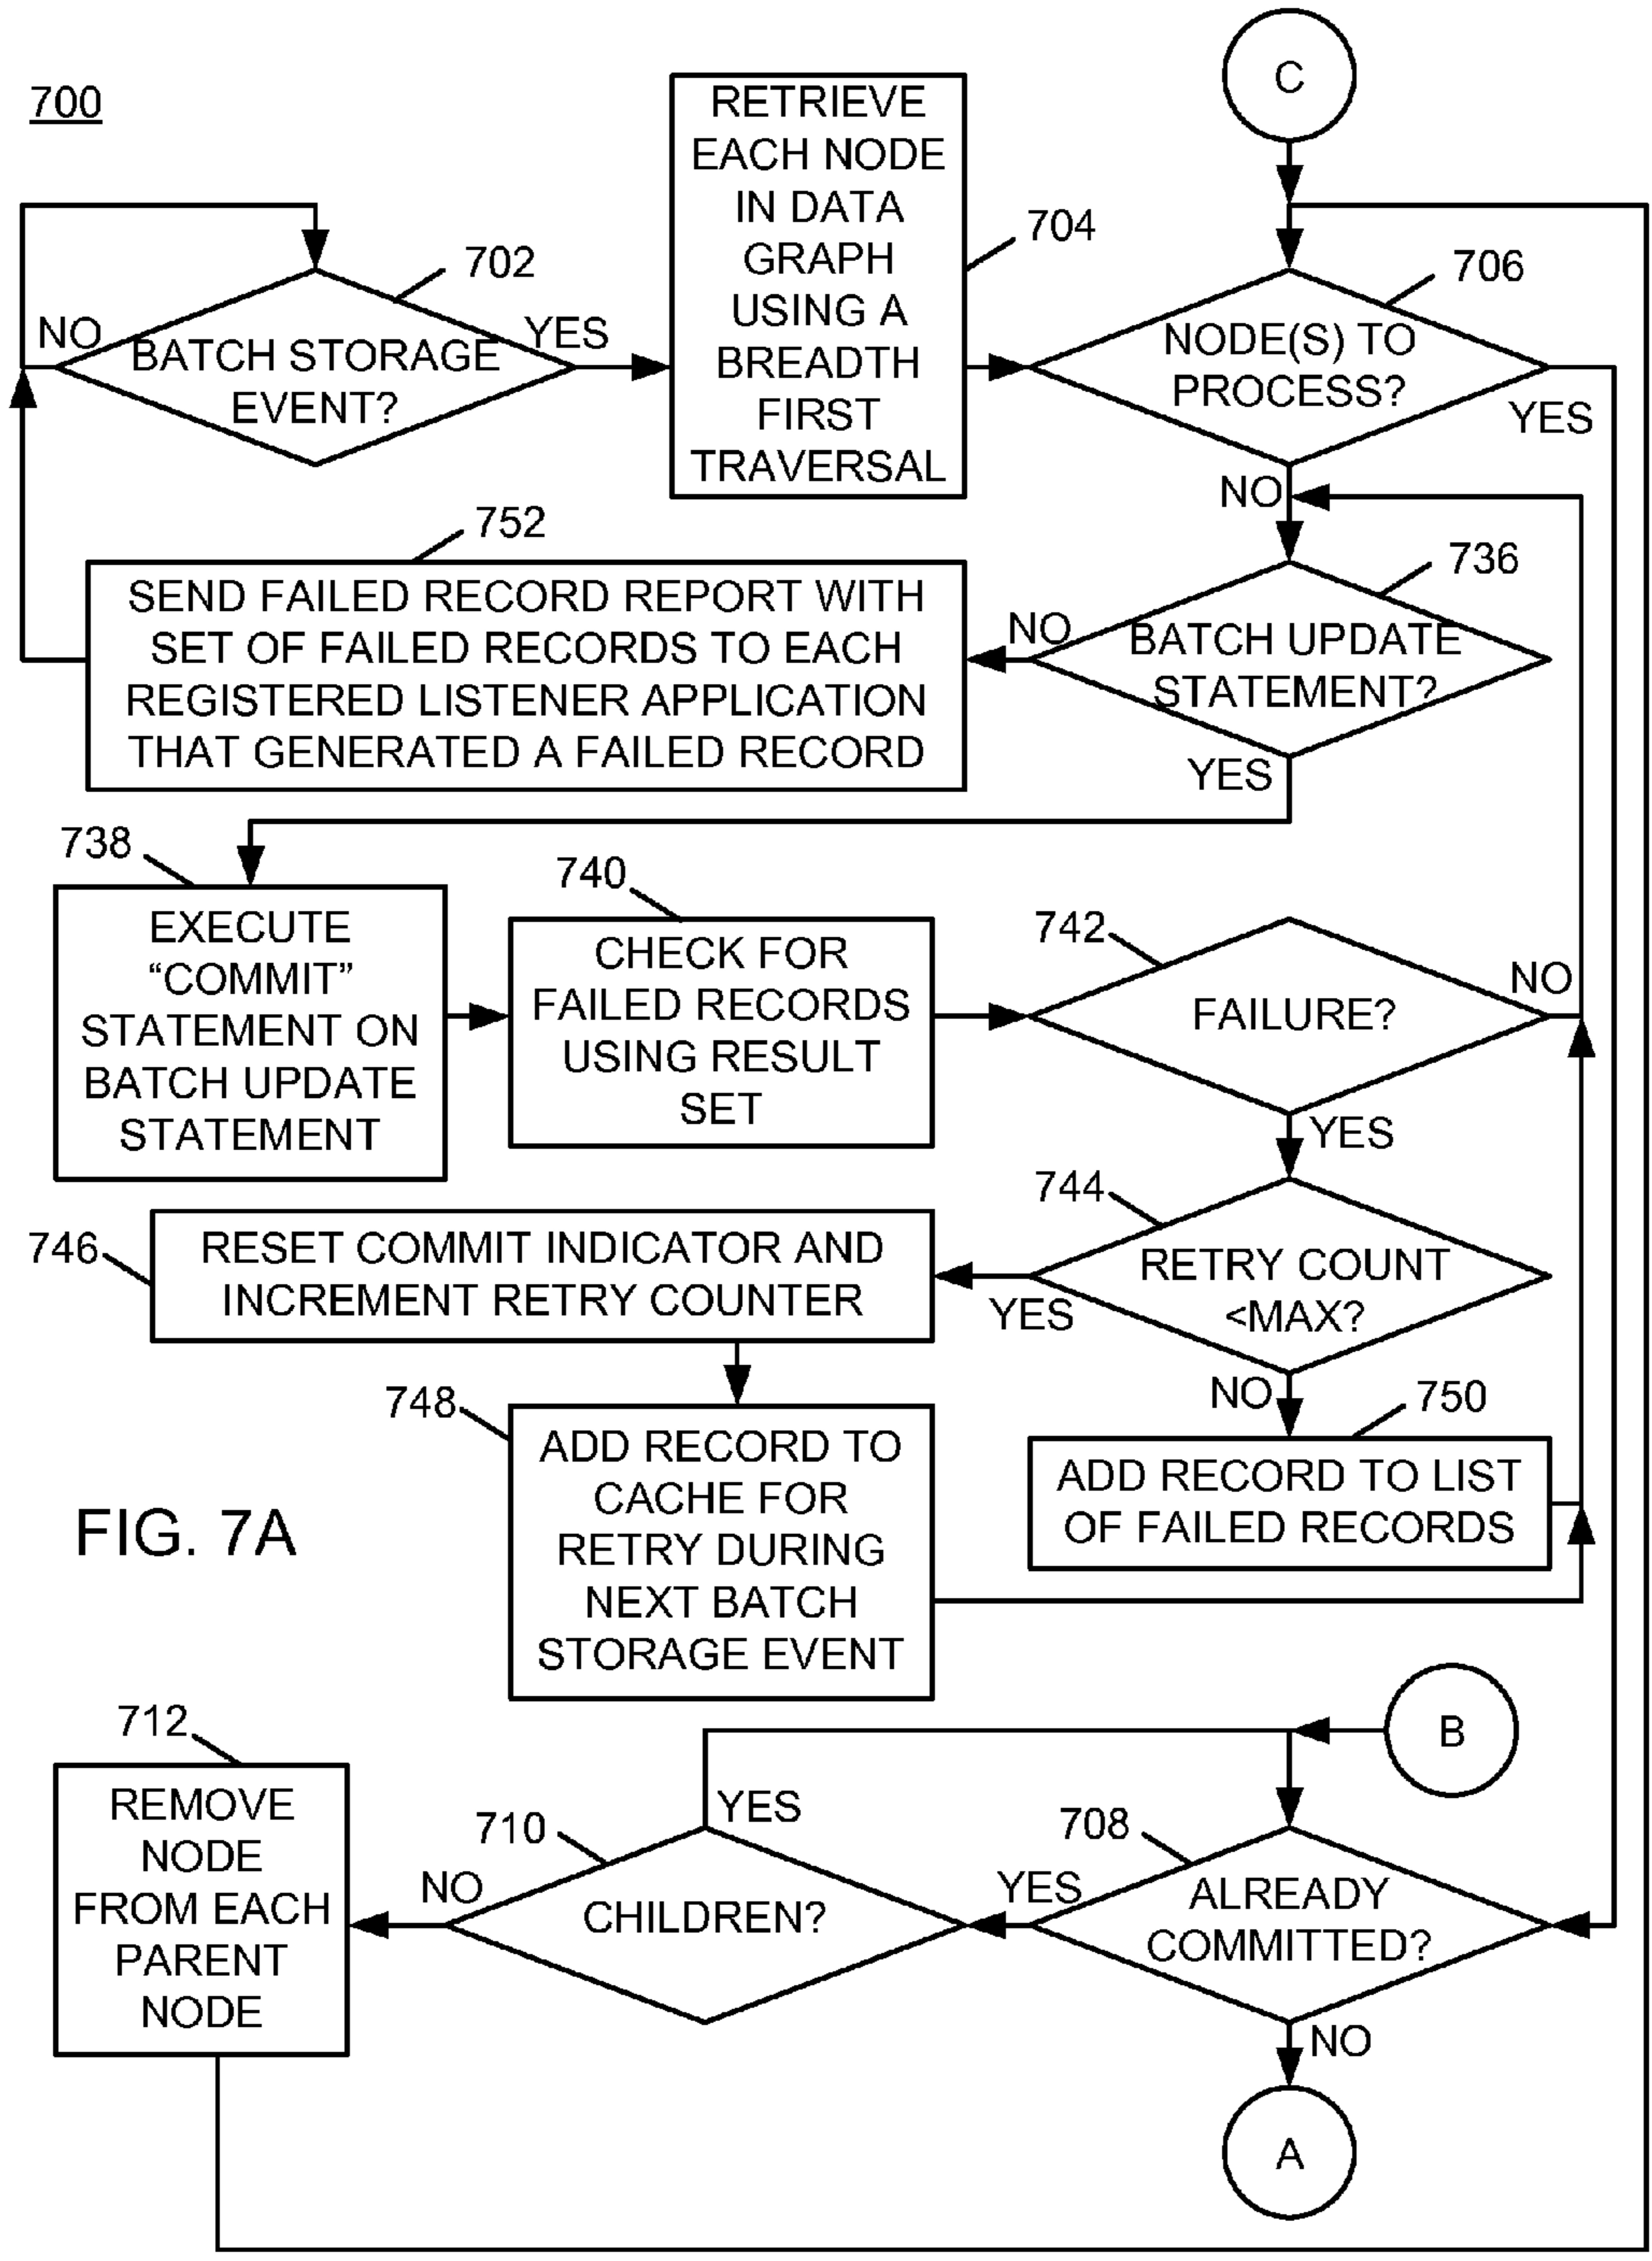 700
C
RETRIEVE
EACH NODE
IN DATA
GRAPH
USING A
BREADTH
FIRST
TRAVERSAL
704
702
NO
YES
BATCH STORAGE
EVENT?
706
NODE(S) TO
PROCESS?
YES
NO
752
SEND FAILED RECORD REPORT WITH
SET OF FAILED RECORDS TO EACH
REGISTERED LISTENER APPLICATION
THAT GENERATED A FAILED RECORD
736
NO
BATCH UPDATE
STATEMENT?
YES
738
EXECUTE
“COMMIT”
STATEMENT ON
BATCH UPDATE
STATEMENT
740
CHECK FOR
FAILED RECORDS
USING RESULT
SET
742
NO
FAILURE?
YES
744
RETRY COUNT
<MAX?
YES
NO
746
RESET COMMIT INDICATOR AND
INCREMENT RETRY COUNTER
748
ADD RECORD TO
CACHE FOR
RETRY DURING
NEXT BATCH
STORAGE EVENT
750
ADD RECORD TO LIST
OF FAILED RECORDS
FIG. 7A
B
712
REMOVE
NODE
FROM EACH
PARENT
NODE
710
YES
NO
CHILDREN?
708
YES
ALREADY
COMMITTED?
NO
A